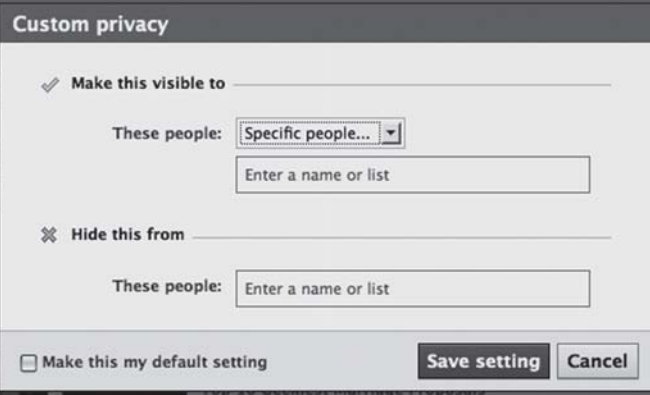 Custom privacy
Make this visible to
These people: Specific people...
Enter a name or list
Hide this from
These people: Enter a name or list
Make this my default setting Save setting Cancel